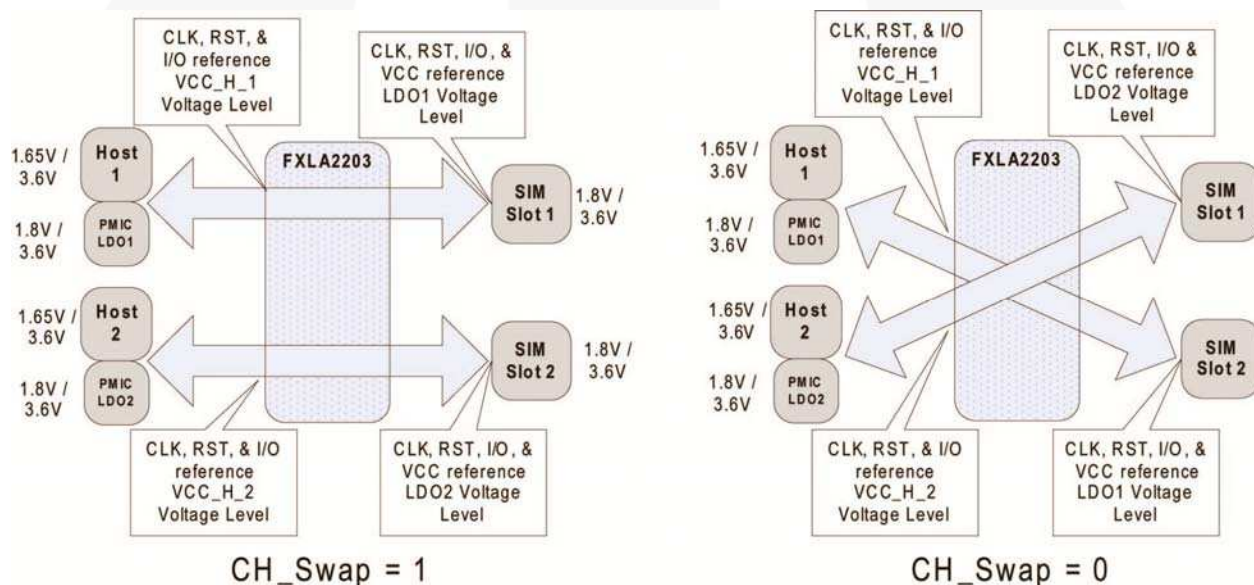 CLK, RST, &
I/O reference
VCC_H_1
Voltage Level
CLK, RST, I/O, &
VCC reference
LDO1 Voltage
Level
1.65V /
3.6V
Host
1
FXLA2203
1.8V /
3.6V
PMIC
LDO1
SIM
Slot 1
1.8V /
3.6V
1.65V /
3.6V
Host
2
1.8V /
3.6V
PMIC
LDO2
SIM
Slot 2
1.8V /
3.6V
CLK, RST, & I/O
reference
VCC_H_2
Voltage Level
CLK, RST, I/O, &
VCC reference
LDO2 Voltage
Level
CH_Swap = 1
CLK, RST, & I/O
reference
VCC_H_1
Voltage Level
CLK, RST, I/O &
VCC reference
LDO2 Voltage
Level
1.65V /
3.6V
Host
1
FXLA2203
1.8V /
3.6V
PMIC
LDO1
SIM
Slot 1
1.65V /
3.6V
Host
2
1.8V /
3.6V
PMIC
LDO2
SIM
Slot 2
CLK, RST, & I/O
reference
VCC_H_2
Voltage Level
CLK, RST, I/O, &
VCC reference
LDO1 Voltage
Level
CH_Swap = 0